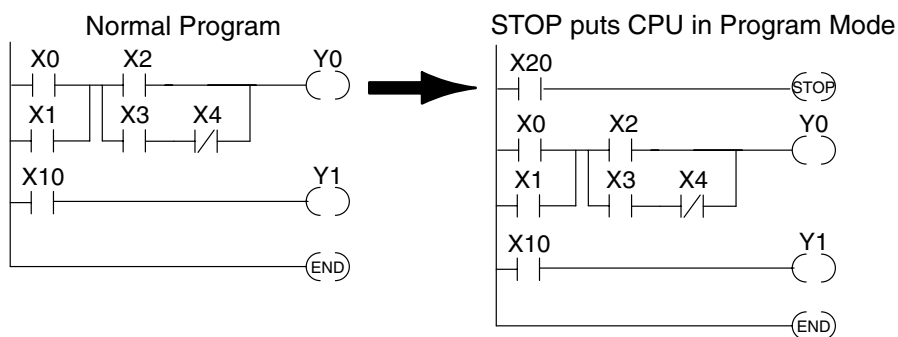 Normal Program
X0 X2 Y0
X1 X3 X4
X10 Y1
END
STOP puts CPU in Program Mode
X20
STOP
X0 X2 Y0
X1 X3 X4
X10 Y1
END